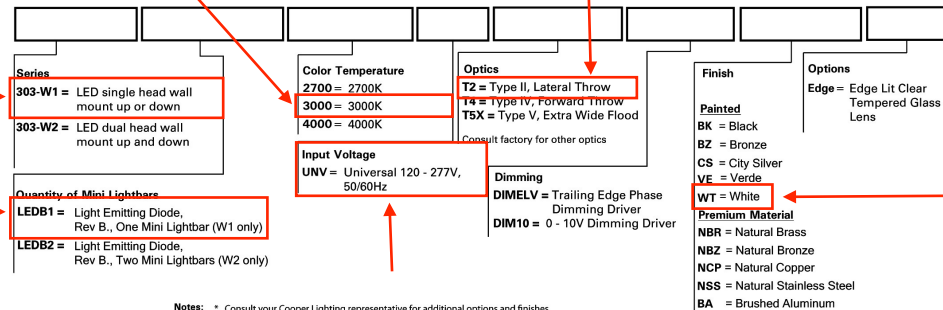 Series
303-W1 = LED single head wall
mount up or down
303-W2 = LED dual head wall
mount up and down
Quantity of Mini Lightbars
LEDB1 = Light Emitting Diode,
Rev B., One Mini Lightbar (W1 only)
LEDB2 = Light Emitting Diode,
Rev B., Two Mini Lightbars (W2 only)
Color Temperature
2700 = 2700K
3000 = 3000K
4000 = 4000K
Input Voltage
UNV = Universal 120 - 277V,
50/60Hz
Optics
T2 = Type II, Lateral Throw
T4 = Type IV, Forward Throw
T5X = Type V, Extra Wide Flood
Consult factory for other optics
Dimming
DIMELV = Trailing Edge Phase
Dimming Driver
DIM10 = 0 - 10V Dimming Driver
Finish
Painted
BK = Black
BZ = Bronze
CS = City Silver
VE = Verde
WT = White
Premium Material
NBR = Natural Brass
NBZ = Natural Bronze
NCP = Natural Copper
NSS = Natural Stainless Steel
BA = Brushed Aluminum
Options
Edge = Edge Lit Clear
Tempered Glass
Lens
Notes: * Consult your Cooper Lighting representative for additional options and finishes